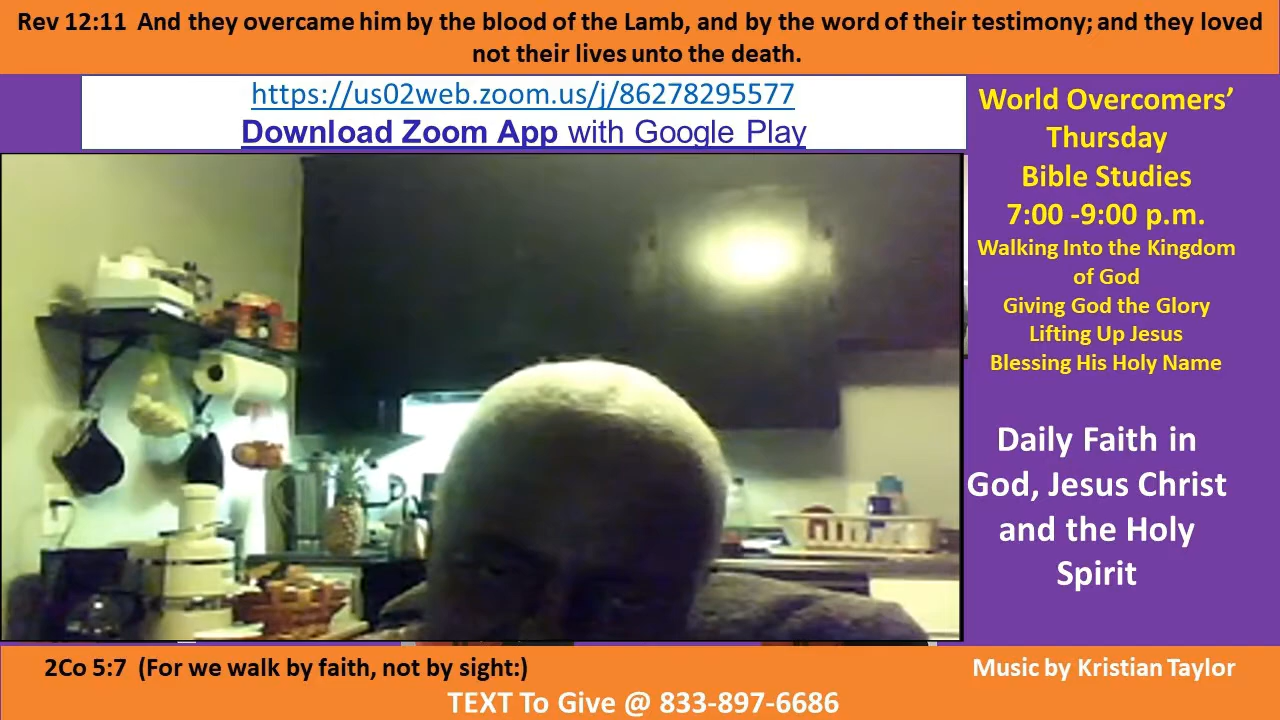 Rev 12:11  And they overcame him by the blood of the Lamb, and by the word of their testimony; and they loved
not their lives unto the death.
https://us02web.zoom.us/j/86278295577
Download Zoom App with Google Play
World Overcomers’
Thursday
Bible Studies
7:00 -9:00 p.m.
Walking Into the Kingdom
of God
Giving God the Glory
Lifting Up Jesus
Blessing His Holy Name
Daily Faith in
God, Jesus Christ
and the Holy
Spirit
2Co 5:7  (For we walk by faith, not by sight:)
Music by Kristian Taylor
TEXT To Give @ 833-897-6686